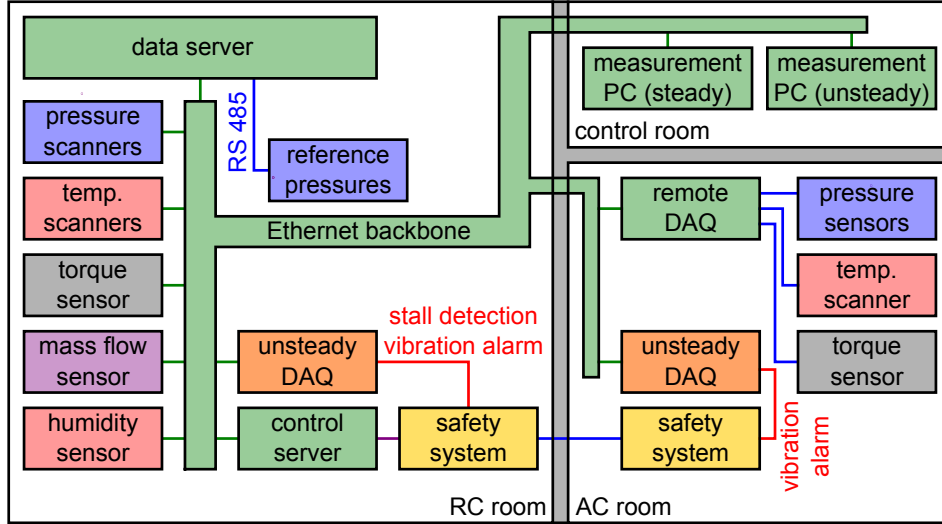 data server
RS 485
pressure
scanners
reference
pressures
temp.
scanners
Ethernet backbone
torque
sensor
mass flow
sensor
humidity
sensor
unsteady
DAQ
stall detection
vibration alarm
control
server
safety
system
RC room
measurement
PC (steady)
measurement
PC (unsteady)
control room
remote
DAQ
pressure
sensors
temp.
scanner
torque
sensor
unsteady
DAQ
safety
system
vibration
alarm
AC room